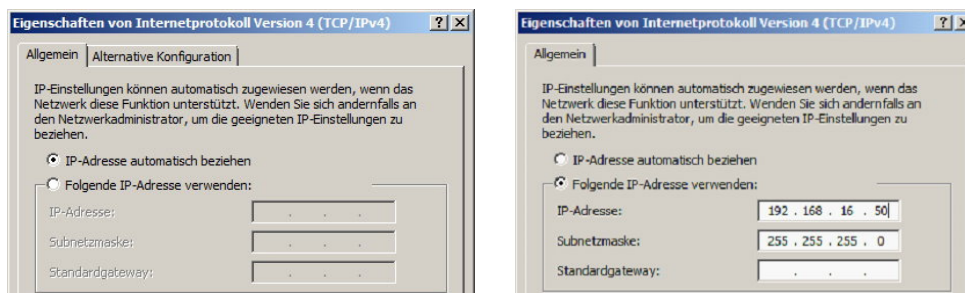 Eigenschaften von Internetprotokoll Version 4 (TCP/IPv4)
Allgemein
Alternative Konfiguration
IP-Einstellungen können automatisch zugewiesen werden, wenn das
Netzwerk diese Funktion unterstützt. Wenden Sie sich andernfalls an
den Netzwerkadministrator, um die geeigneten IP-Einstellungen zu
beziehen.
IP-Adresse automatisch beziehen
Folgende IP-Adresse verwenden:
IP-Adresse:
Subnetzmaske:
Standardgateway:
Eigenschaften von Internetprotokoll Version 4 (TCP/IPv4)
Allgemein
IP-Einstellungen können automatisch zugewiesen werden, wenn das
Netzwerk diese Funktion unterstützt. Wenden Sie sich andernfalls an
den Netzwerkadministrator, um die geeigneten IP-Einstellungen zu
beziehen.
IP-Adresse automatisch beziehen
Folgende IP-Adresse verwenden:
IP-Adresse: 192 . 168 . 16 . 50
Subnetzmaske: 255 . 255 . 255 . 0
Standardgateway: . . .